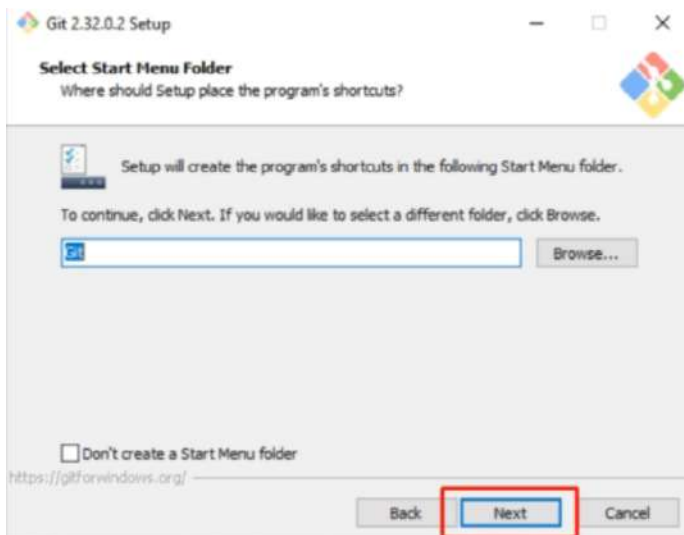 Git 2.32.0.2 Setup
Select Start Menu Folder
Where should Setup place the program's shortcuts?
Setup will create the program's shortcuts in the following Start Menu folder.
To continue, click Next. If you would like to select a different folder, click Browse.
Git
Browse...
Don't create a Start Menu folder
https://gitforwindows.org/
Back
Next
Cancel